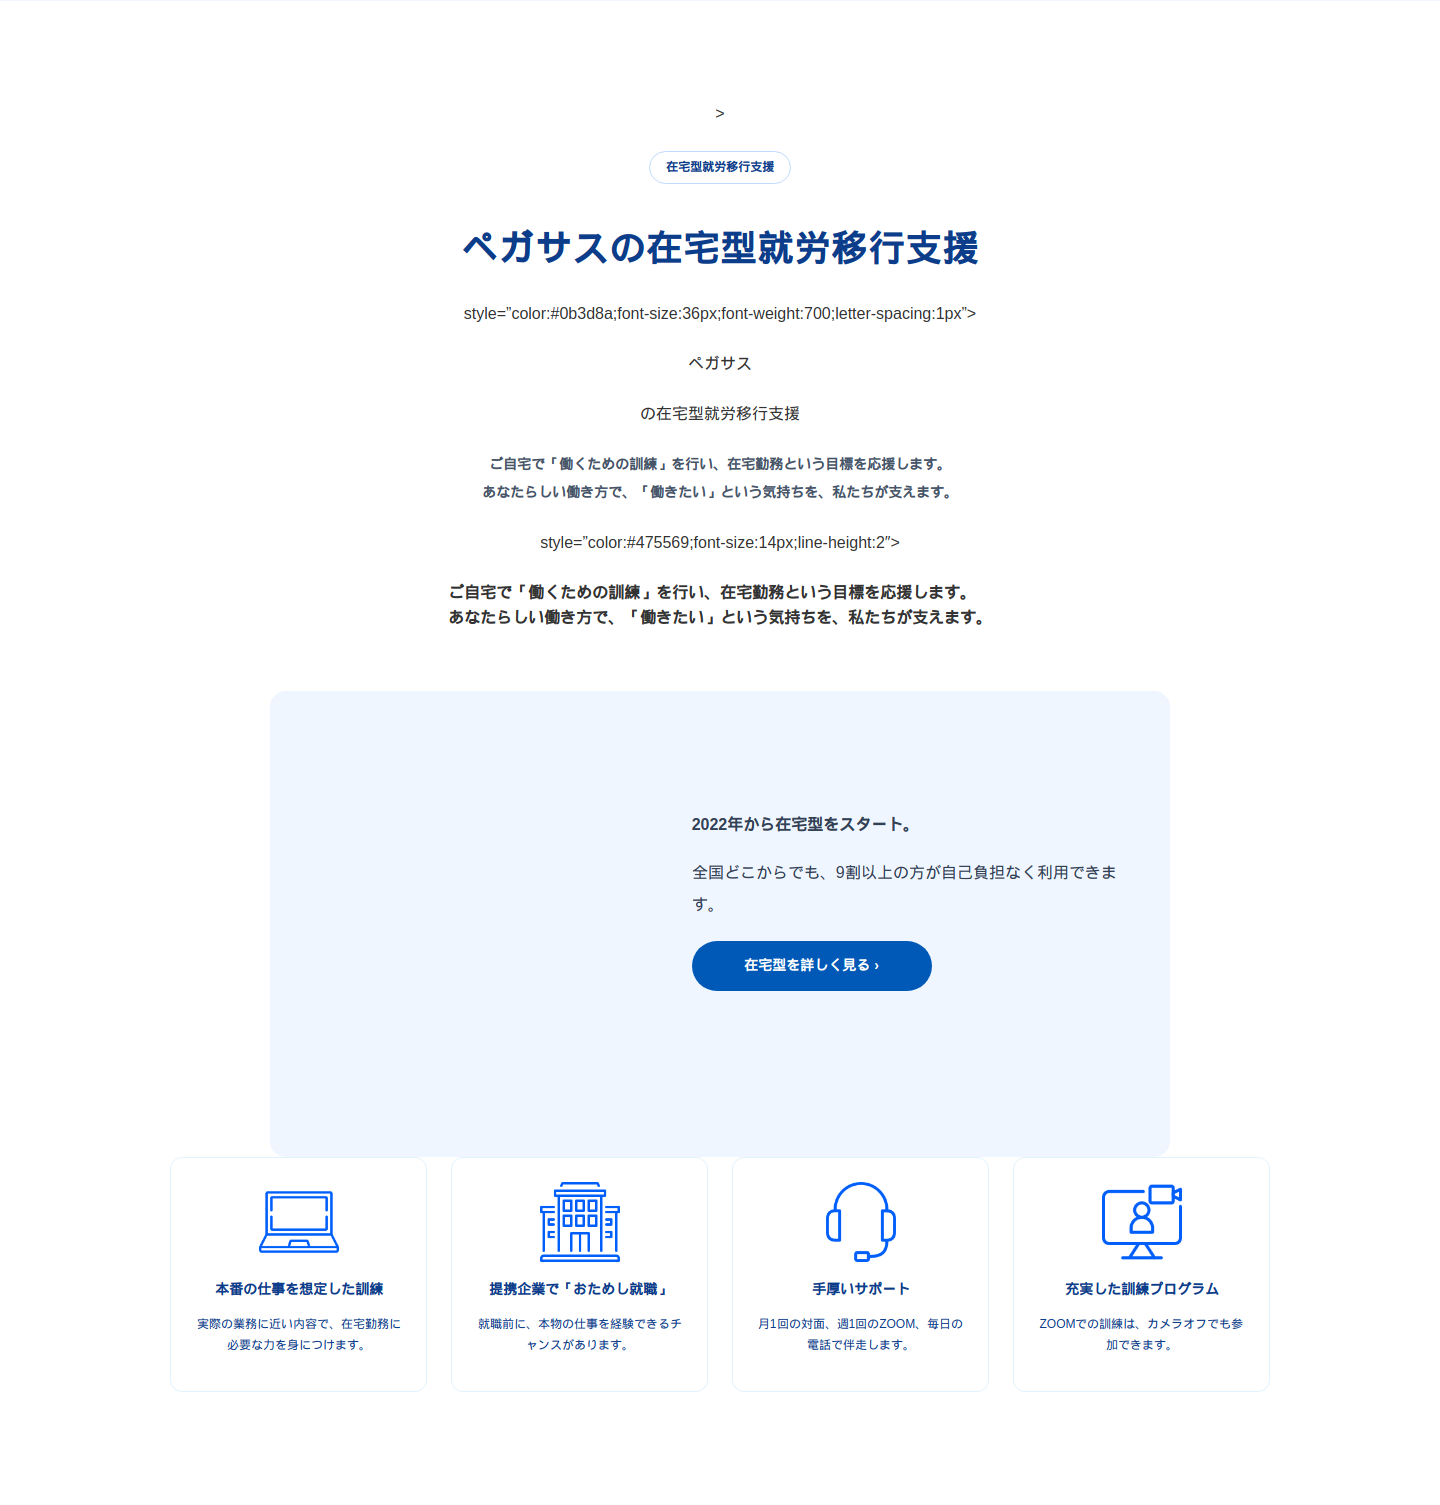 >
在宅型就労移行支援
ペガサスの在宅型就労移行支援
style=”color:#0b3d8a;font-size:36px;font-weight:700;letter-spacing:1px”>
ペガサス
の在宅型就労移行支援
ご自宅で「働くための訓練」を行い、在宅勤務という目標を応援します。
あなたらしい働き方で、「働きたい」という気持ちを、私たちが支えます。
style=”color:#475569;font-size:14px;line-height:2″>
ご自宅で「働くための訓練」を行い、在宅勤務という目標を応援します。
あなたらしい働き方で、「働きたい」という気持ちを、私たちが支えます。
2022年から在宅型をスタート。
全国どこからでも、9割以上の方が自己負担なく利用できま
す。
在宅型を詳しく見る ›
本番の仕事を想定した訓練
実際の業務に近い内容で、在宅勤務に
必要な力を身につけます。
提携企業で「おためし就職」
就職前に、本物の仕事を経験できるチ
ャンスがあります。
手厚いサポート
月1回の対面、週1回のZOOM、毎日の
電話で伴走します。
充実した訓練プログラム
ZOOMでの訓練は、カメラオフでも参
加できます。